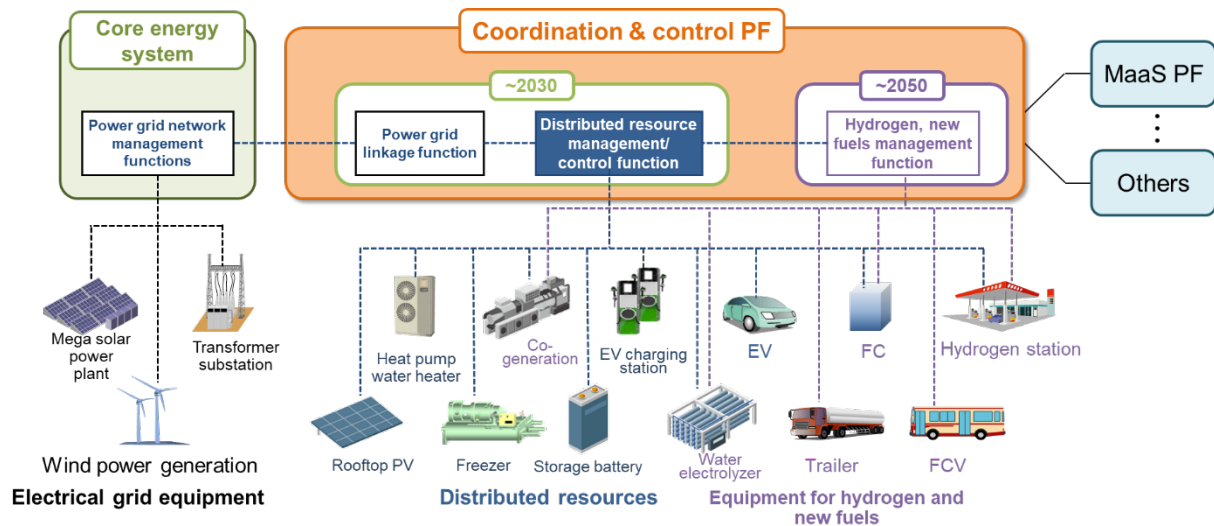 Core energy
system
Coordination & control PF
~2030
~2050
MaaS PF
Others
Power grid network
management
functions
Power grid
linkage function
Distributed resource
management/
control function
Hydrogen, new
fuels management
function
Mega solar
power
plant
Transformer
substation
Wind power generation
Electrical grid equipment
Heat pump
water heater
Co-
generation
EV charging
station
EV
FC
Hydrogen station
Rooftop PV
Freezer
Storage battery
Water
electrolyzer
Trailer
FCV
Distributed resources
Equipment for hydrogen and
new fuels